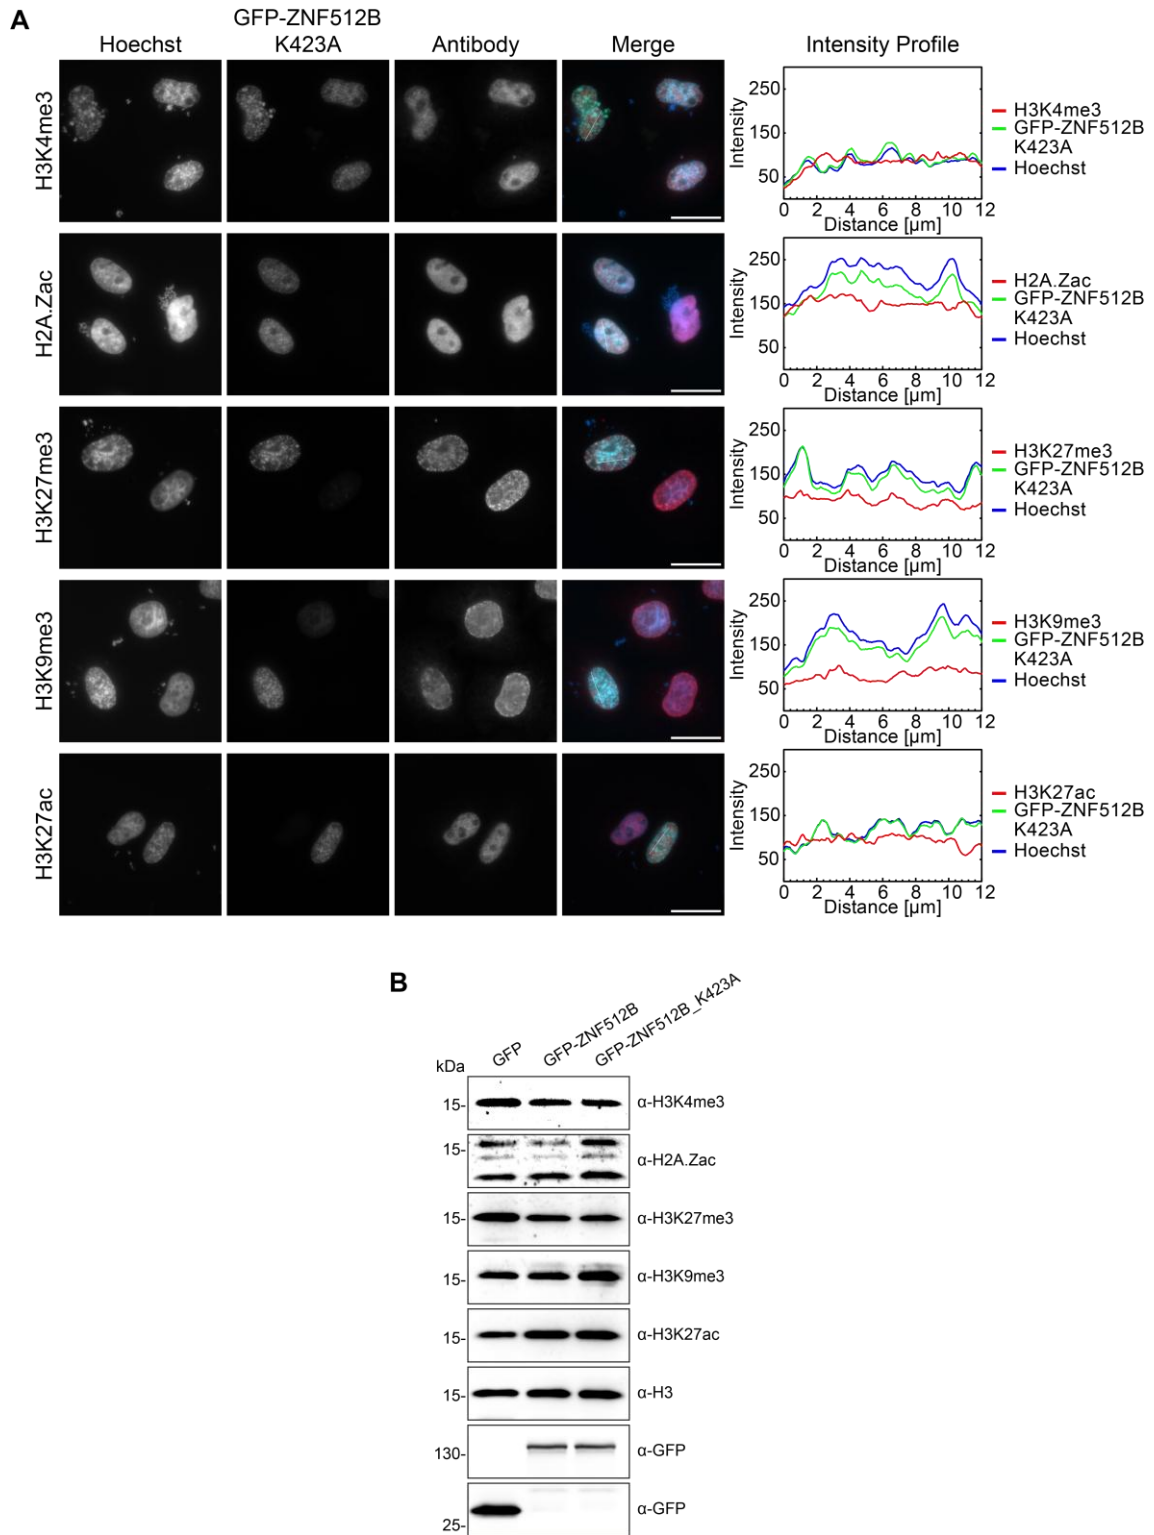 A
GFP-ZNF512B
Hoechst K423A Antibody Merge Intensity Profile
H3K4me3
Intensity
250
150
50
0 2 4 6 8 10 12
Distance [µm]
H3K4me3
GFP-ZNF512B
K423A
Hoechst
H2A.Zac
Intensity
250
150
50
0 2 4 6 8 10 12
Distance [µm]
H2A.Zac
GFP-ZNF512B
K423A
Hoechst
H3K27me3
Intensity
250
150
50
0 2 4 6 8 10 12
Distance [µm]
H3K27me3
GFP-ZNF512B
K423A
Hoechst
H3K9me3
Intensity
250
150
50
0 2 4 6 8 10 12
Distance [µm]
H3K9me3
GFP-ZNF512B
K423A
Hoechst
H3K27ac
Intensity
250
150
50
0 2 4 6 8 10 12
Distance [µm]
H3K27ac
GFP-ZNF512B
K423A
Hoechst
B
kDa GFP GFP-ZNF512B GFP-ZNF512B_K423A
15- α-H3K4me3
15- α-H2A.Zac
15- α-H3K27me3
15- α-H3K9me3
15- α-H3K27ac
15- α-H3
130- α-GFP
25- α-GFP